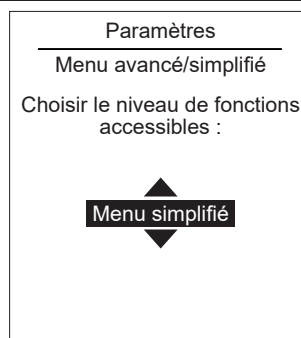 Paramètres
Menu avancé/simplifié
Choisir le niveau de fonctions
accessibles :
Menu simplifié